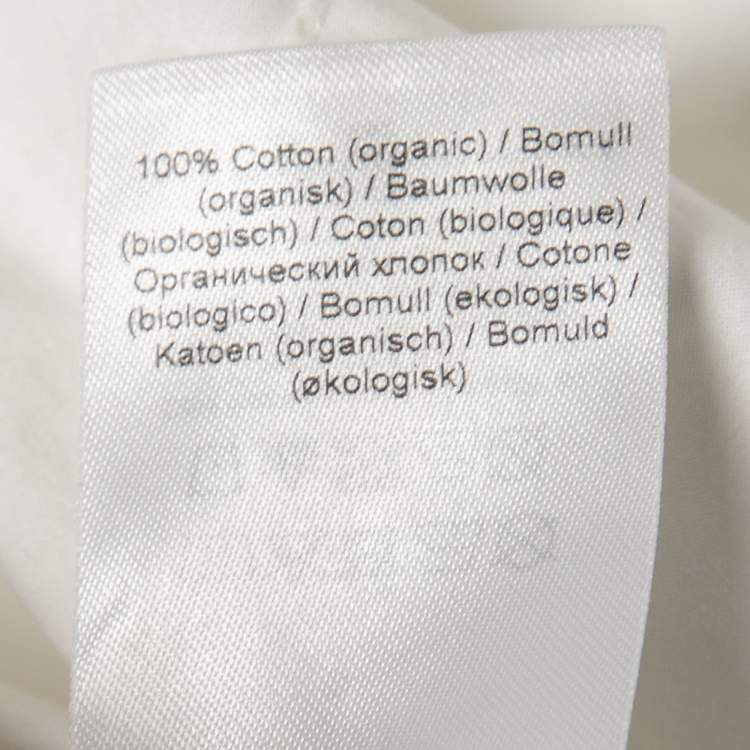 100% Cotton (organic) / Bomull
(organisk) / Baumwolle
(biologisch) / Coton (biologique) /
Органический хлопок / Cotone
(biologico) / Bomull (ekologisk) /
Katoen (organisch) / Bomuld
(økologisk)